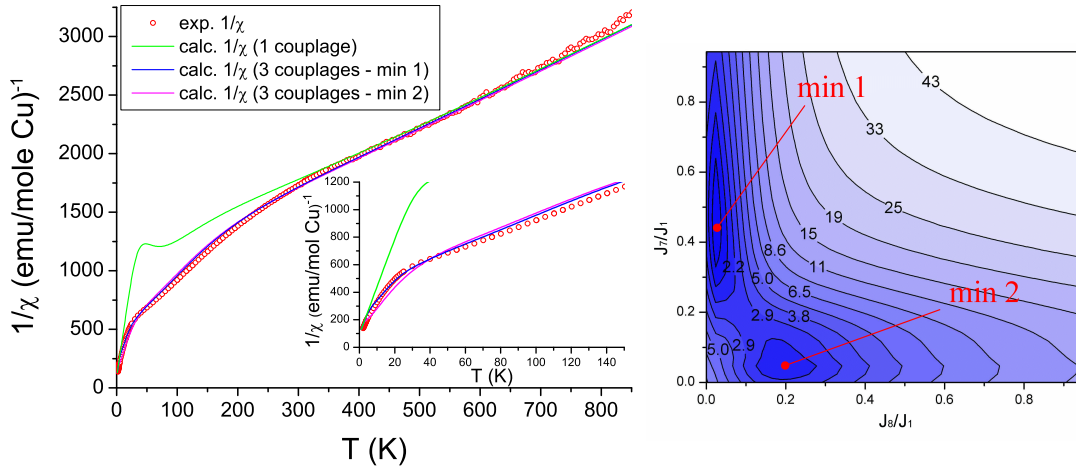 exp. 1/χ
calc. 1/χ (1 couplage)
calc. 1/χ (3 couplages - min 1)
calc. 1/χ (3 couplages - min 2)
1/χ (emu/mole Cu)-1
3000
2500
2000
1500
1000
500
0
0 100 200 300 400 500 600 700 800
T (K)
1/χ (emu/mol Cu)-1
1200
1000
800
600
400
200
0
0 20 40 60 80 100 120 140
T (K)
J7/J1
0.8
0.6
0.4
0.2
0.0
0.0 0.2 0.4 0.6 0.8
J8/J1
min 1
min 2
43
33
25
19
15
8.6
11
2.2
5.0
6.5
3.8
2.9
5.0
2.9